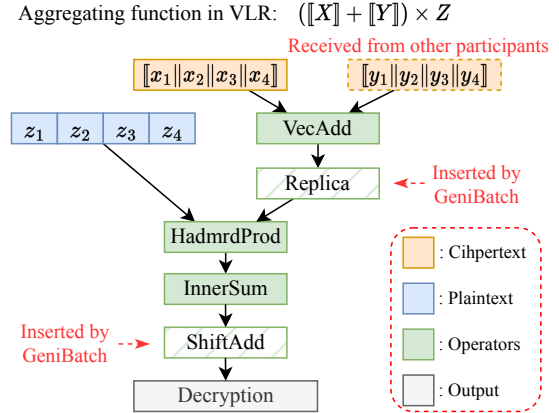 Aggregating function in VLR: (⟦X⟧ + ⟦Y⟧) × Z
Received from other participants
⟦x₁‖x₂‖x₃‖x₄⟧ ⟦y₁‖y₂‖y₃‖y₄⟧
z₁ z₂ z₃ z₄
VecAdd
Replica
Inserted by
GeniBatch
HadmrdProd
InnerSum
Inserted by
GeniBatch
ShiftAdd
Decryption
: Cihpertext
: Plaintext
: Operators
: Output